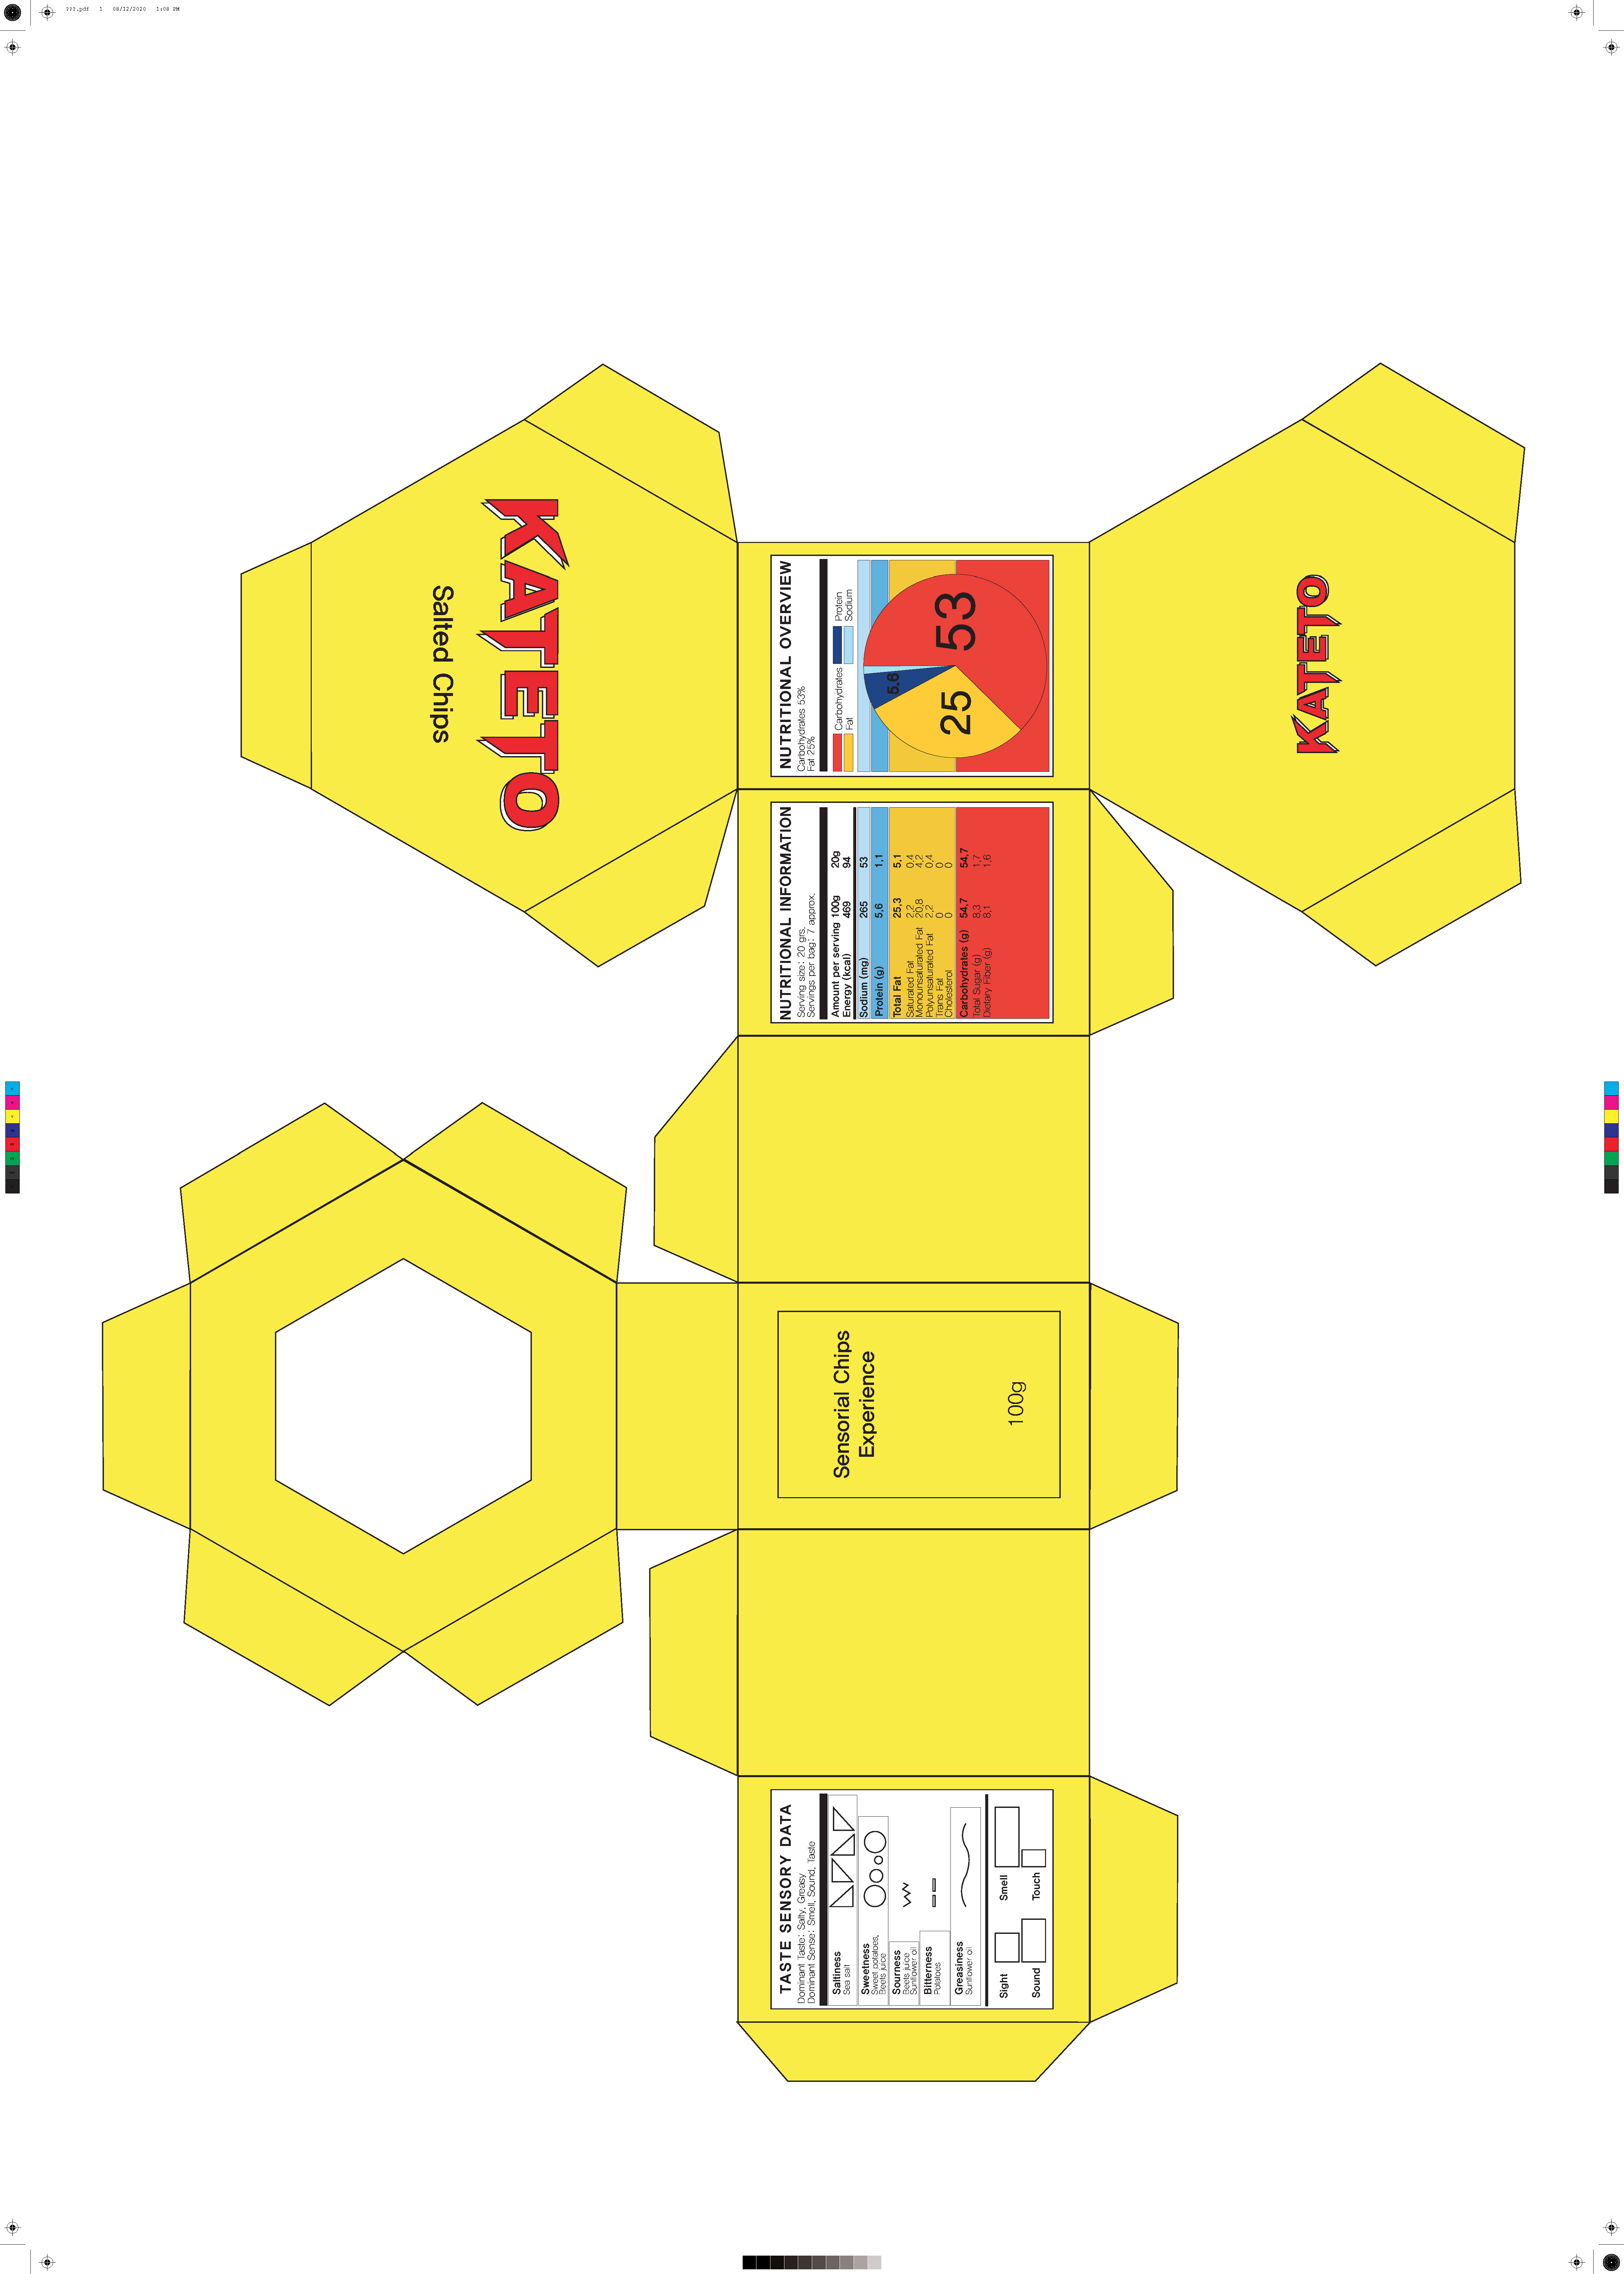 ???.pdf 1 08/12/2020 1:08 PM
KATETO
Salted Chips
NUTRITIONAL OVERVIEW
Carbohydrates 53%
Fat 25%
Carbohydrates Protein
Fat Sodium
53
25
5.6
KATETO
NUTRITIONAL INFORMATION
Serving size: 20 grs.
Servings per bag: 7 approx.
Amount per serving 100g 20g
Energy (kcal) 469 94
Sodium (mg) 265 53
Protein (g) 5,6 1,1
Total Fat 25,3 5,1
Saturated Fat 2,2 0,4
Monounsaturated Fat 20,8 4,2
Polyunsaturated Fat 2,2 0,4
Trans Fat 0 0
Cholesterol 0 0
Carbohydrates (g) 54,7 54,7
Total Sugar (g) 8,3 1,7
Dietary Fiber (g) 8,1 1,6
Sensorial Chips
Experience
100g
TASTE SENSORY DATA
Dominant Taste: Salty, Greasy
Dominant Sense: Smell, Sound, Taste
Saltiness
Sea salt
Sweetness
Sweet potatoes,
Beets juice
Sourness
Beets juice
Sunflower oil
Bitterness
Potatoes
Greasiness
Sunflower oil
Sight Smell
Sound Touch